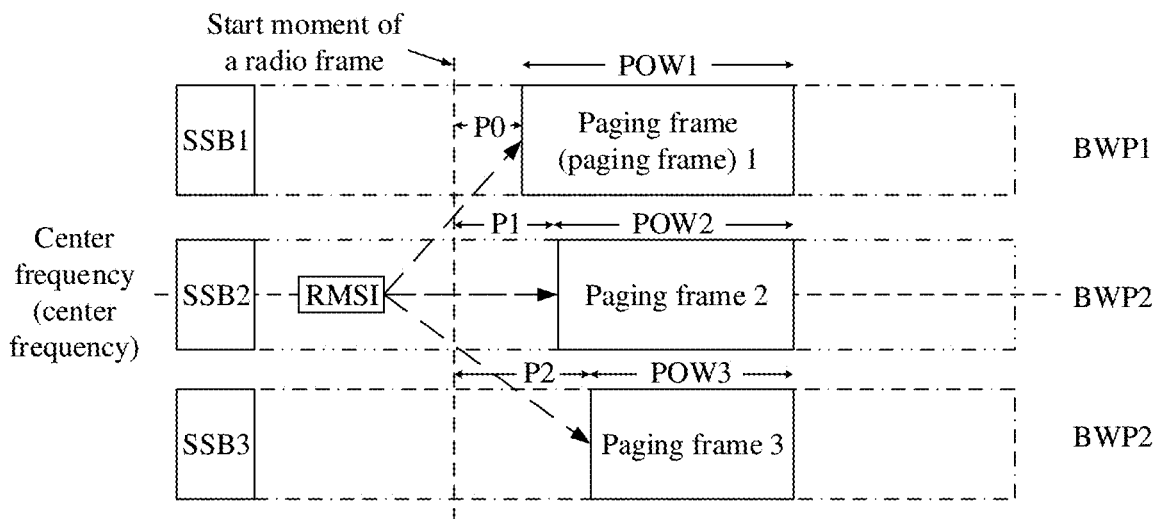 Start moment of
a radio frame
POW1
SSB1
P0
Paging frame
(paging frame) 1
BWP1
P1
POW2
Center
frequency
(center
frequency)
SSB2
RMSI
Paging frame 2
BWP2
P2
POW3
SSB3
Paging frame 3
BWP2